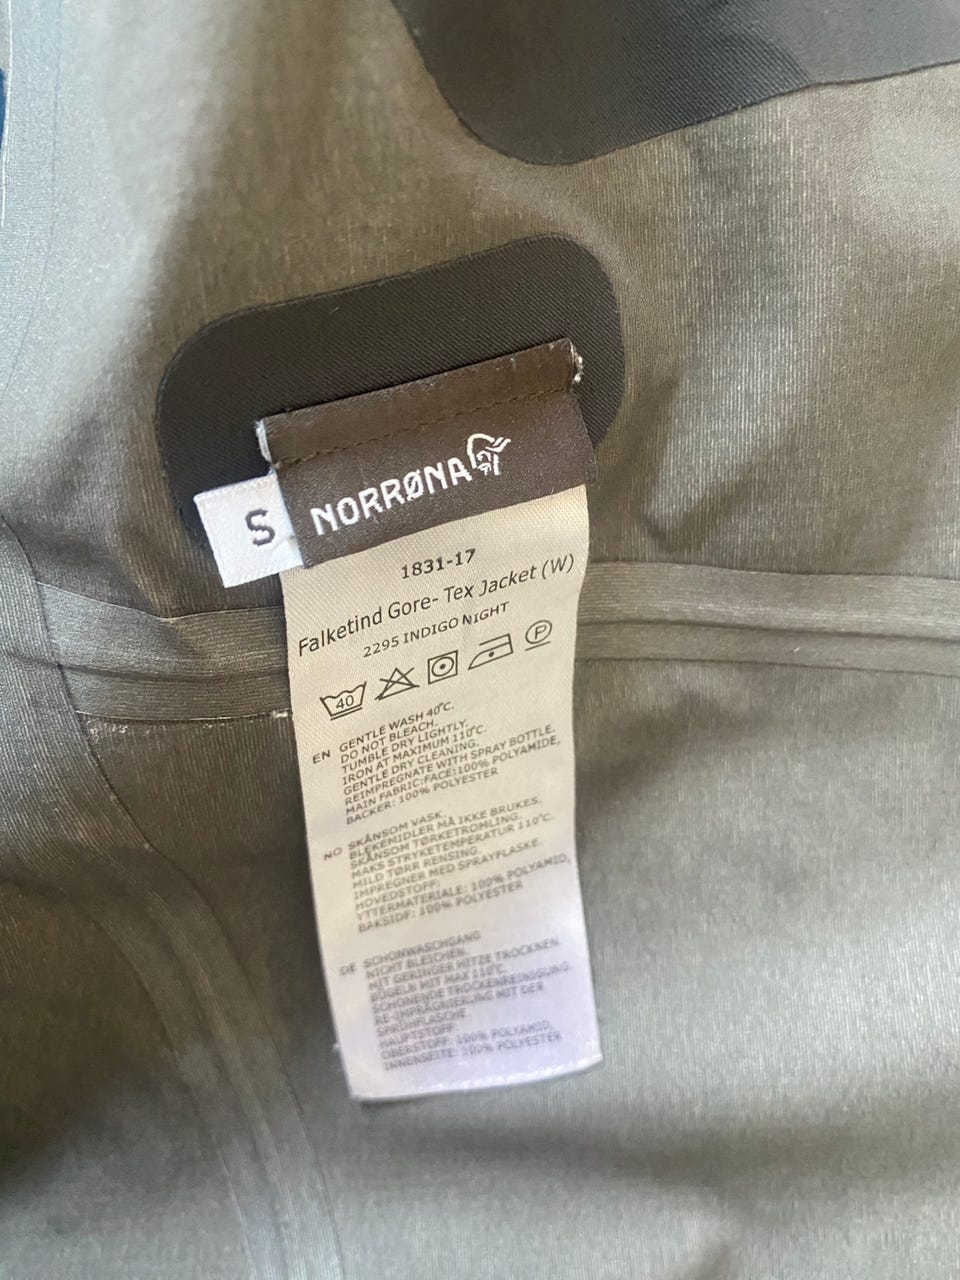 S
NORRØNA
1831-17
Falketind Gore- Tex Jacket (W)
2295 INDIGO NIGHT
40
P
EN GENTLE WASH 40°C.
DO NOT BLEACH.
TUMBLE DRY LIGHTLY.
IRON AT MAXIMUM 110°C.
GENTLE DRY CLEANING.
REIMPREGNATE WITH SPRAY BOTTLE.
MAIN FABRIC:FACE:100% POLYAMIDE,
BACKER: 100% POLYESTER
NO SKÅNSOM VASK.
BLEKEMIDLER MÅ IKKE BRUKES.
SKÅNSOM TØRKETROMLING.
MAKS STRYKETEMPERATUR 110°C.
MILD TØRR RENSING.
IMPREGNER MED SPRAYFLASKE.
HOVEDSTOFF:
YTTERMATERIALE: 100% POLYAMID,
BAKSIDE: 100% POLYESTER
DE SCHONWASCHGANG
NICHT BLEICHEN.
MIT GERINGER HITZE TROCKNEN.
BÜGELN MIT MAX 110°C.
SCHONENDE TROCKENREINIGUNG.
RE-IMPRÄGNIERUNG MIT DER
SPRÜHFLASCHE.
HAUPTSTOFF:
OBERSTOFF: 100% POLYAMID,
INNENSEITE: 100% POLYESTER